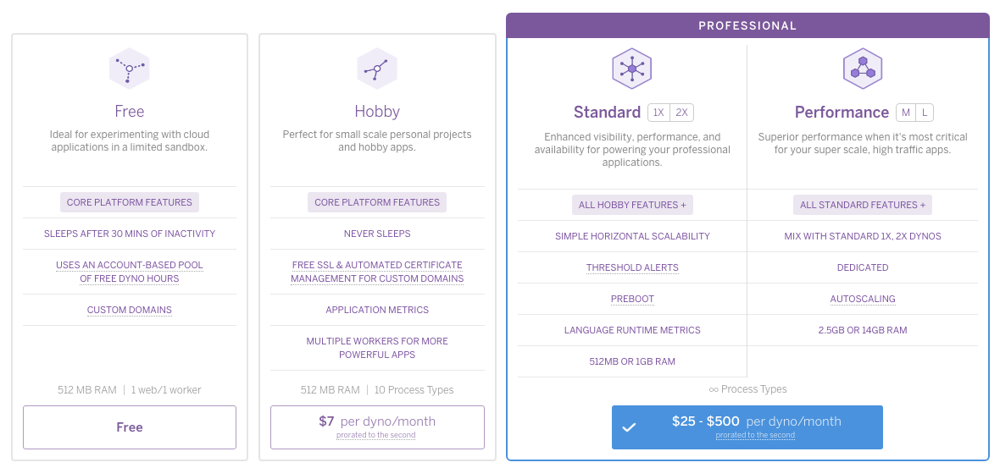 Free
Ideal for experimenting with cloud
applications in a limited sandbox.
CORE PLATFORM FEATURES
SLEEPS AFTER 30 MINS OF INACTIVITY
USES AN ACCOUNT-BASED POOL
OF FREE DYNO HOURS
CUSTOM DOMAINS
512 MB RAM | 1 web/1 worker
Free
Hobby
Perfect for small scale personal projects
and hobby apps.
CORE PLATFORM FEATURES
NEVER SLEEPS
FREE SSL & AUTOMATED CERTIFICATE
MANAGEMENT FOR CUSTOM DOMAINS
APPLICATION METRICS
MULTIPLE WORKERS FOR MORE
POWERFUL APPS
512 MB RAM | 10 Process Types
$7 per dyno/month
prorated to the second
PROFESSIONAL
Standard 1X 2X
Enhanced visibility, performance, and
availability for powering your professional
applications.
ALL HOBBY FEATURES +
SIMPLE HORIZONTAL SCALABILITY
THRESHOLD ALERTS
PREBOOT
LANGUAGE RUNTIME METRICS
512MB OR 1GB RAM
Performance M L
Superior performance when it's most critical
for your super scale, high traffic apps.
ALL STANDARD FEATURES +
MIX WITH STANDARD 1X, 2X DYNOS
DEDICATED
AUTOSCALING
2.5GB OR 14GB RAM
∞ Process Types
$25 - $500 per dyno/month
prorated to the second